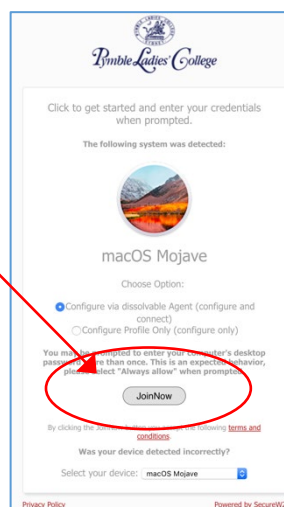 Pymble Ladies' College
Click to get started and enter your credentials
when prompted.
The following system was detected:
macOS Mojave
Choose Option:
Configure via dissolvable Agent (configure and
connect)
Configure Profile Only (configure only)
You may be prompted to enter your computer's desktop
password more than once. This is an expected behavior,
please select "Always allow" when prompted.
JoinNow
By clicking the JoinNow button you accept the following terms and
conditions.
Was your device detected incorrectly?
Select your device: macOS Mojave
Privacy Policy Powered by SecureW2